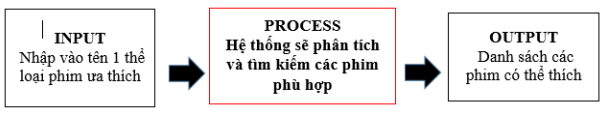 INPUT
Nhập vào tên 1 thể
loại phim ưa thích
PROCESS
Hệ thống sẽ phân tích
và tìm kiếm các phim
phù hợp
OUTPUT
Danh sách các
phim có thể thích